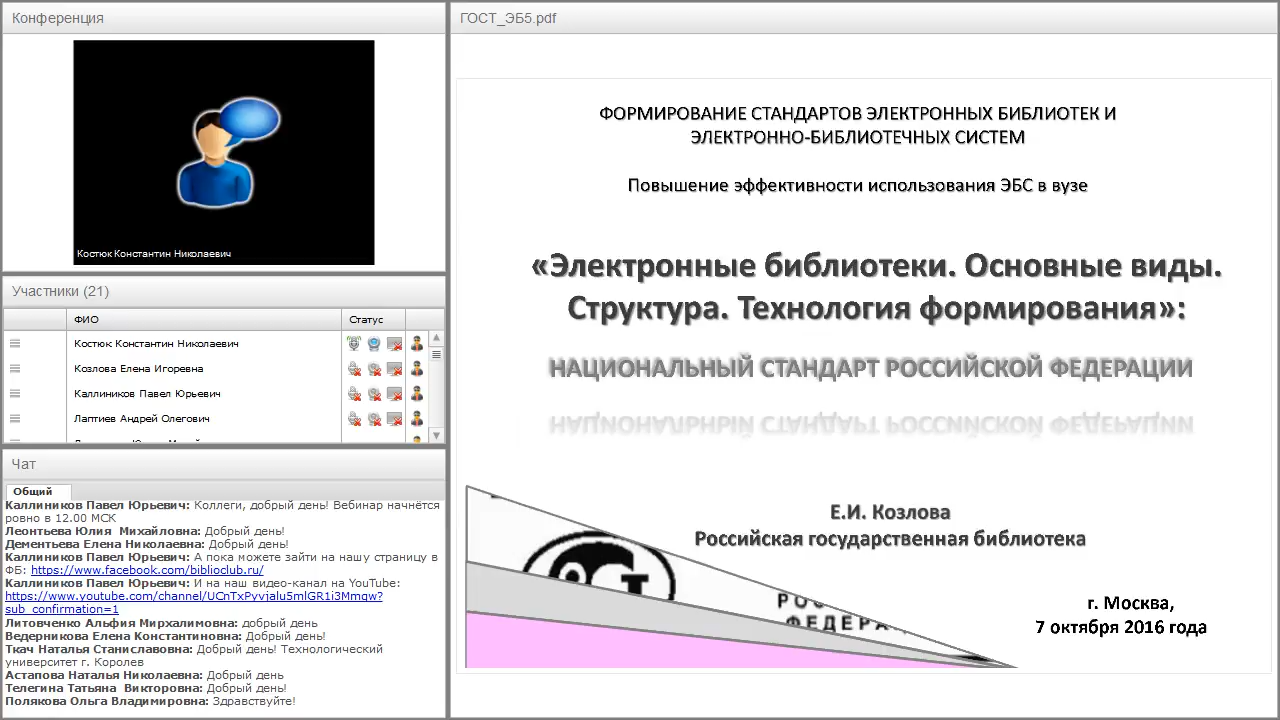 Конференция
Костюк Константин Николаевич
Участники (21)
ФИО
Статус
Костюк Константин Николаевич
Козлова Елена Игоревна
Каллиников Павел Юрьевич
Лаптиев Андрей Олегович
Чат
Общий
Каллиников Павел Юрьевич: Коллеги, добрый день! Вебинар начнётся
ровно в 12.00 МСК
Леонтьева Юлия Михайловна: Добрый день!
Дементьева Елена Николаевна: Добрый день!
Каллиников Павел Юрьевич: А пока можете зайти на нашу страницу в
ФБ: https://www.facebook.com/biblioclub.ru/
Каллиников Павел Юрьевич: И на наш видео-канал на YouTube:
https://www.youtube.com/channel/UCnTxPyvjalu5mlGR1i3Mmqw?
sub_confirmation=1
Литовченко Альфия Мирхалимовна: добрый день
Ведерникова Елена Константиновна: Добрый день!
Ткач Наталья Станиславовна: Добрый день! Технологический
университет г. Королев
Астапова Наталья Николаевна: Добрый день
Телегина Татьяна Викторовна: Добрый день!
Полякова Ольга Владимировна: Здравствуйте!
ГОСТ_ЭБ5.pdf
ФОРМИРОВАНИЕ СТАНДАРТОВ ЭЛЕКТРОННЫХ БИБЛИОТЕК И
ЭЛЕКТРОННО-БИБЛИОТЕЧНЫХ СИСТЕМ
Повышение эффективности использования ЭБС в вузе
«Электронные библиотеки. Основные виды.
Структура. Технология формирования»:
НАЦИОНАЛЬНЫЙ СТАНДАРТ РОССИЙСКОЙ ФЕДЕРАЦИИ
Е.И. Козлова
Российская государственная библиотека
г. Москва,
7 октября 2016 года